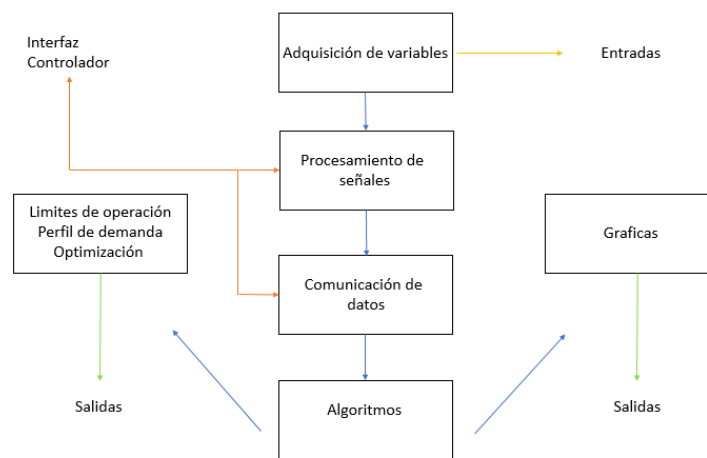 Interfaz
Controlador
Adquisición de variables
Entradas
Procesamiento de
señales
Limites de operación
Perfil de demanda
Optimización
Graficas
Comunicación de
datos
Salidas
Algoritmos
Salidas